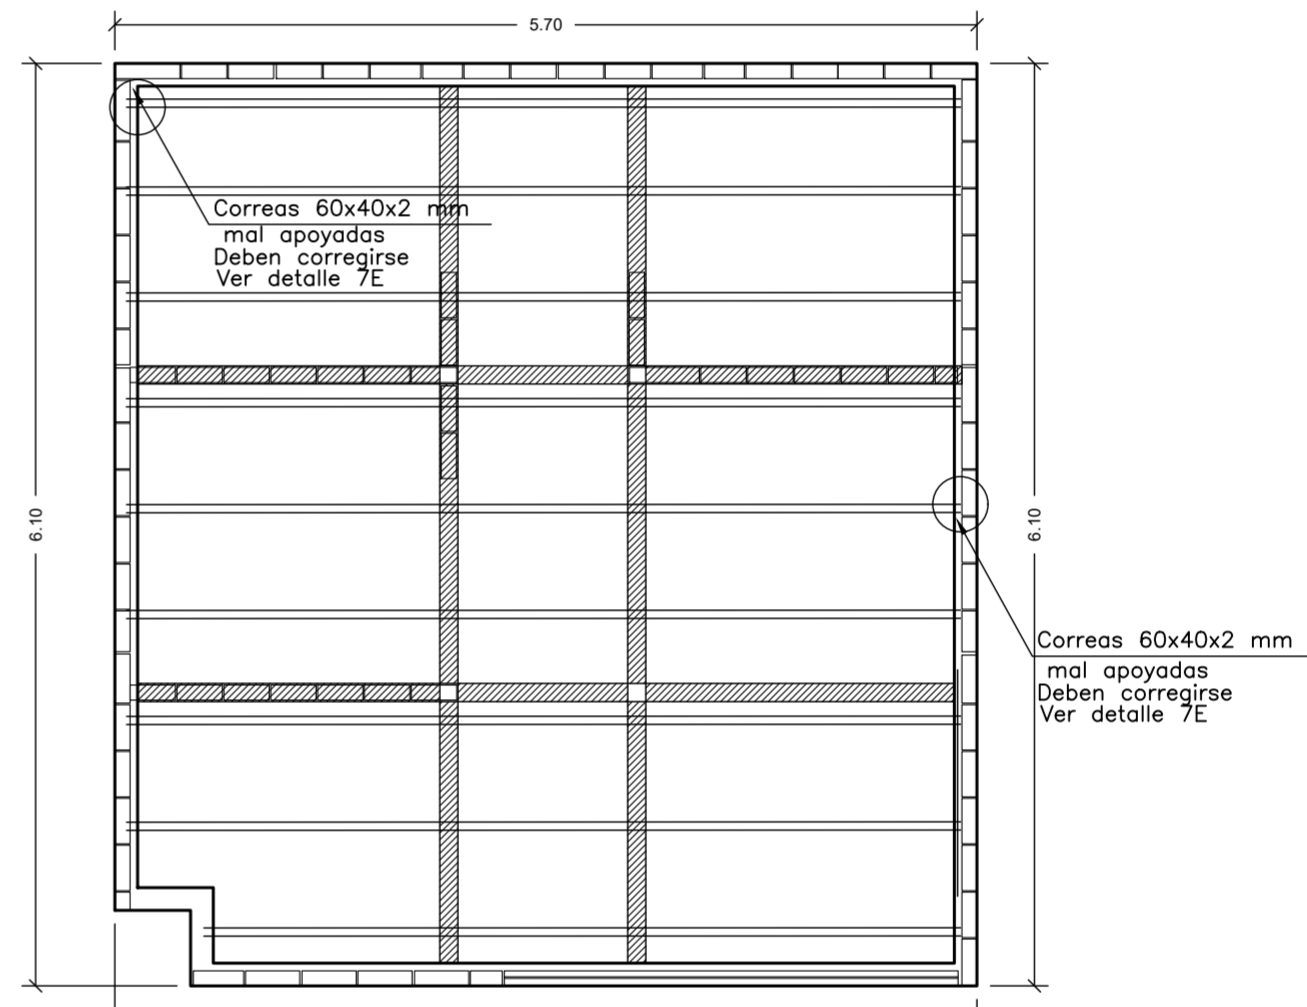 5.70
Correas 60x40x2 mm
mal apoyadas
Deben corregirse
Ver detalle 7E
6.10
6.10
Correas 60x40x2 mm
mal apoyadas
Deben corregirse
Ver detalle 7E